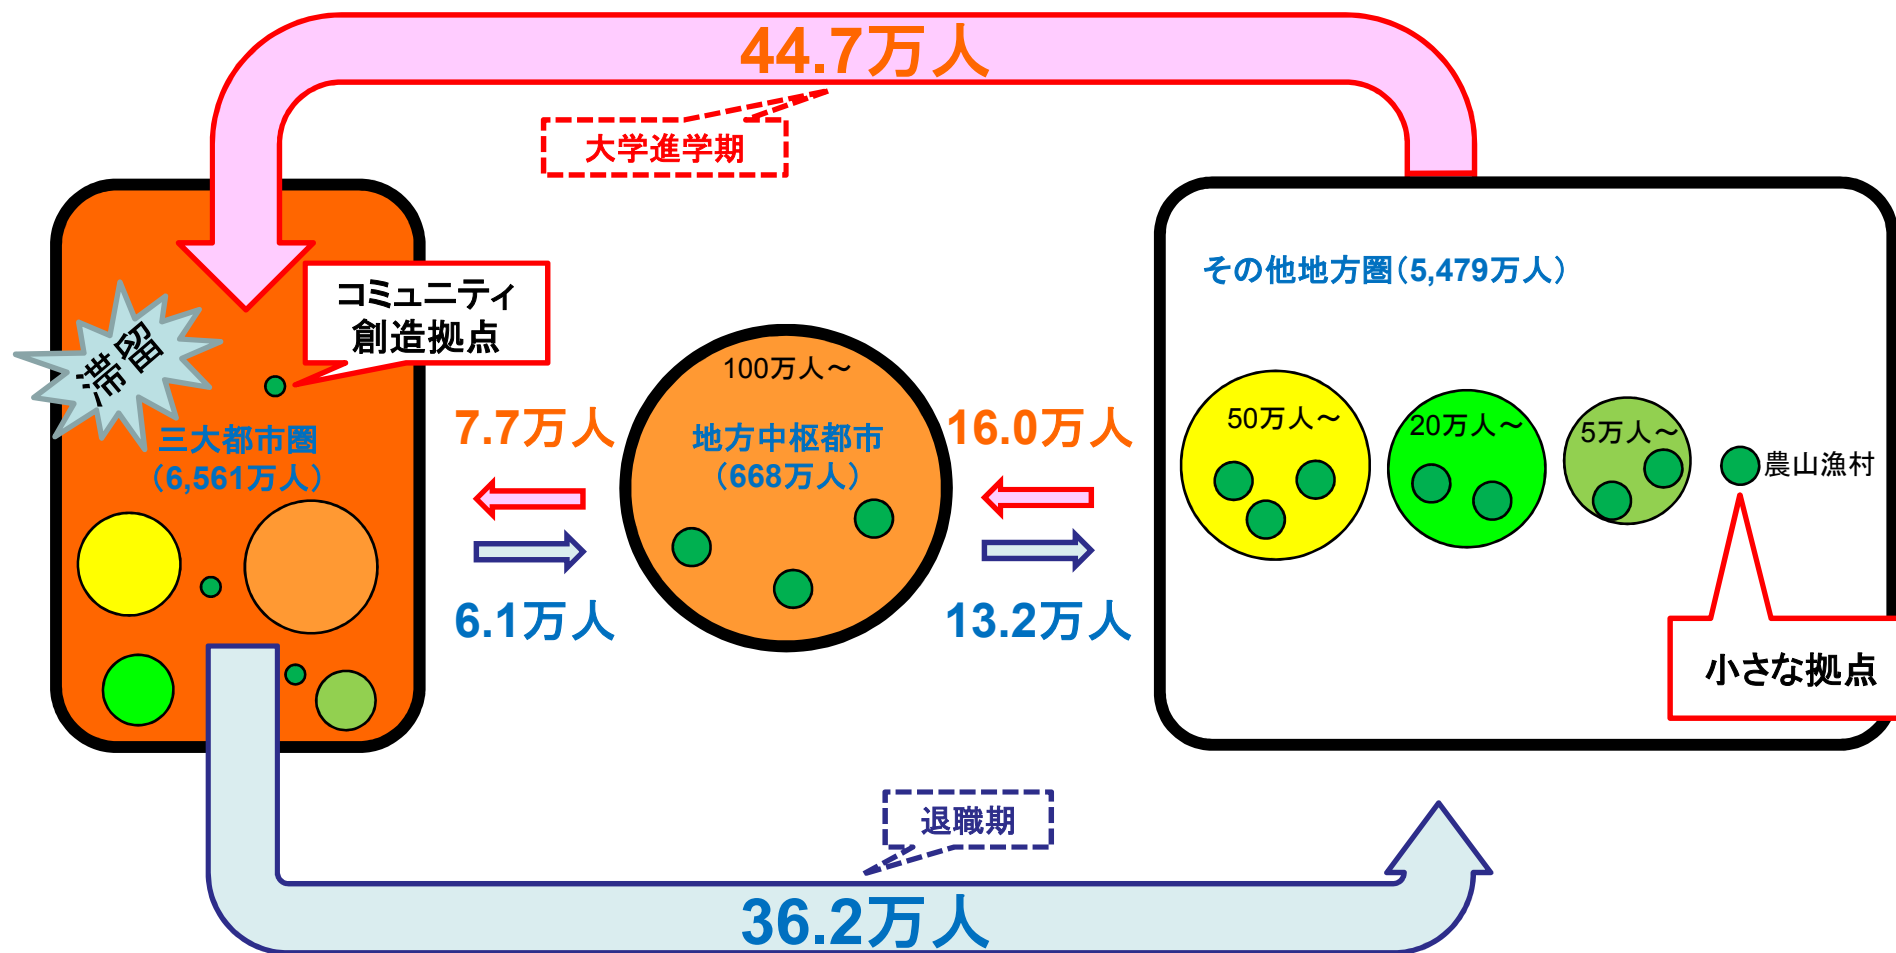 44.7万人
大学進学期
コミュニティ
創造拠点
滞留
三大都市圏
（6,561万人）
7.7万人
6.1万人
100万人～
地方中枢都市
（668万人）
16.0万人
13.2万人
その他地方圏（5,479万人）
50万人～
20万人～
5万人～
農山漁村
小さな拠点
退職期
36.2万人